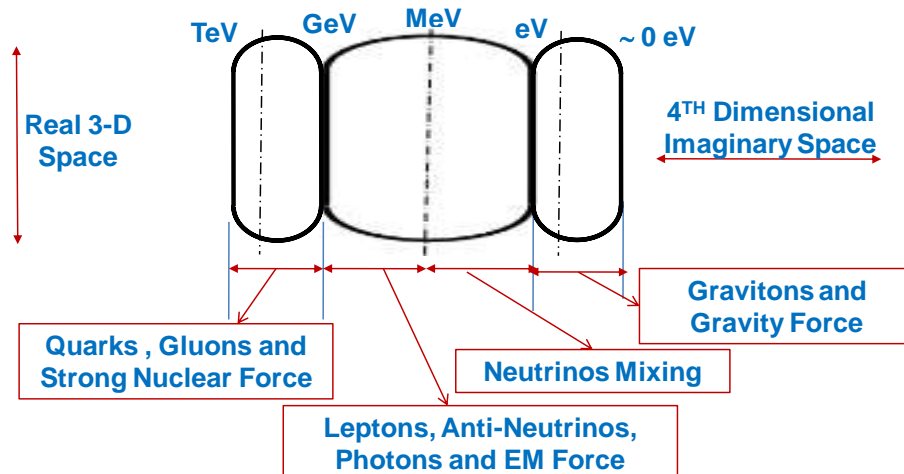 TeV
GeV
MeV
eV
~ 0 eV
Real 3-D
Space
4TH Dimensional
Imaginary Space
Gravitons and
Gravity Force
Quarks , Gluons and
Strong Nuclear Force
Neutrinos Mixing
Leptons, Anti-Neutrinos,
Photons and EM Force